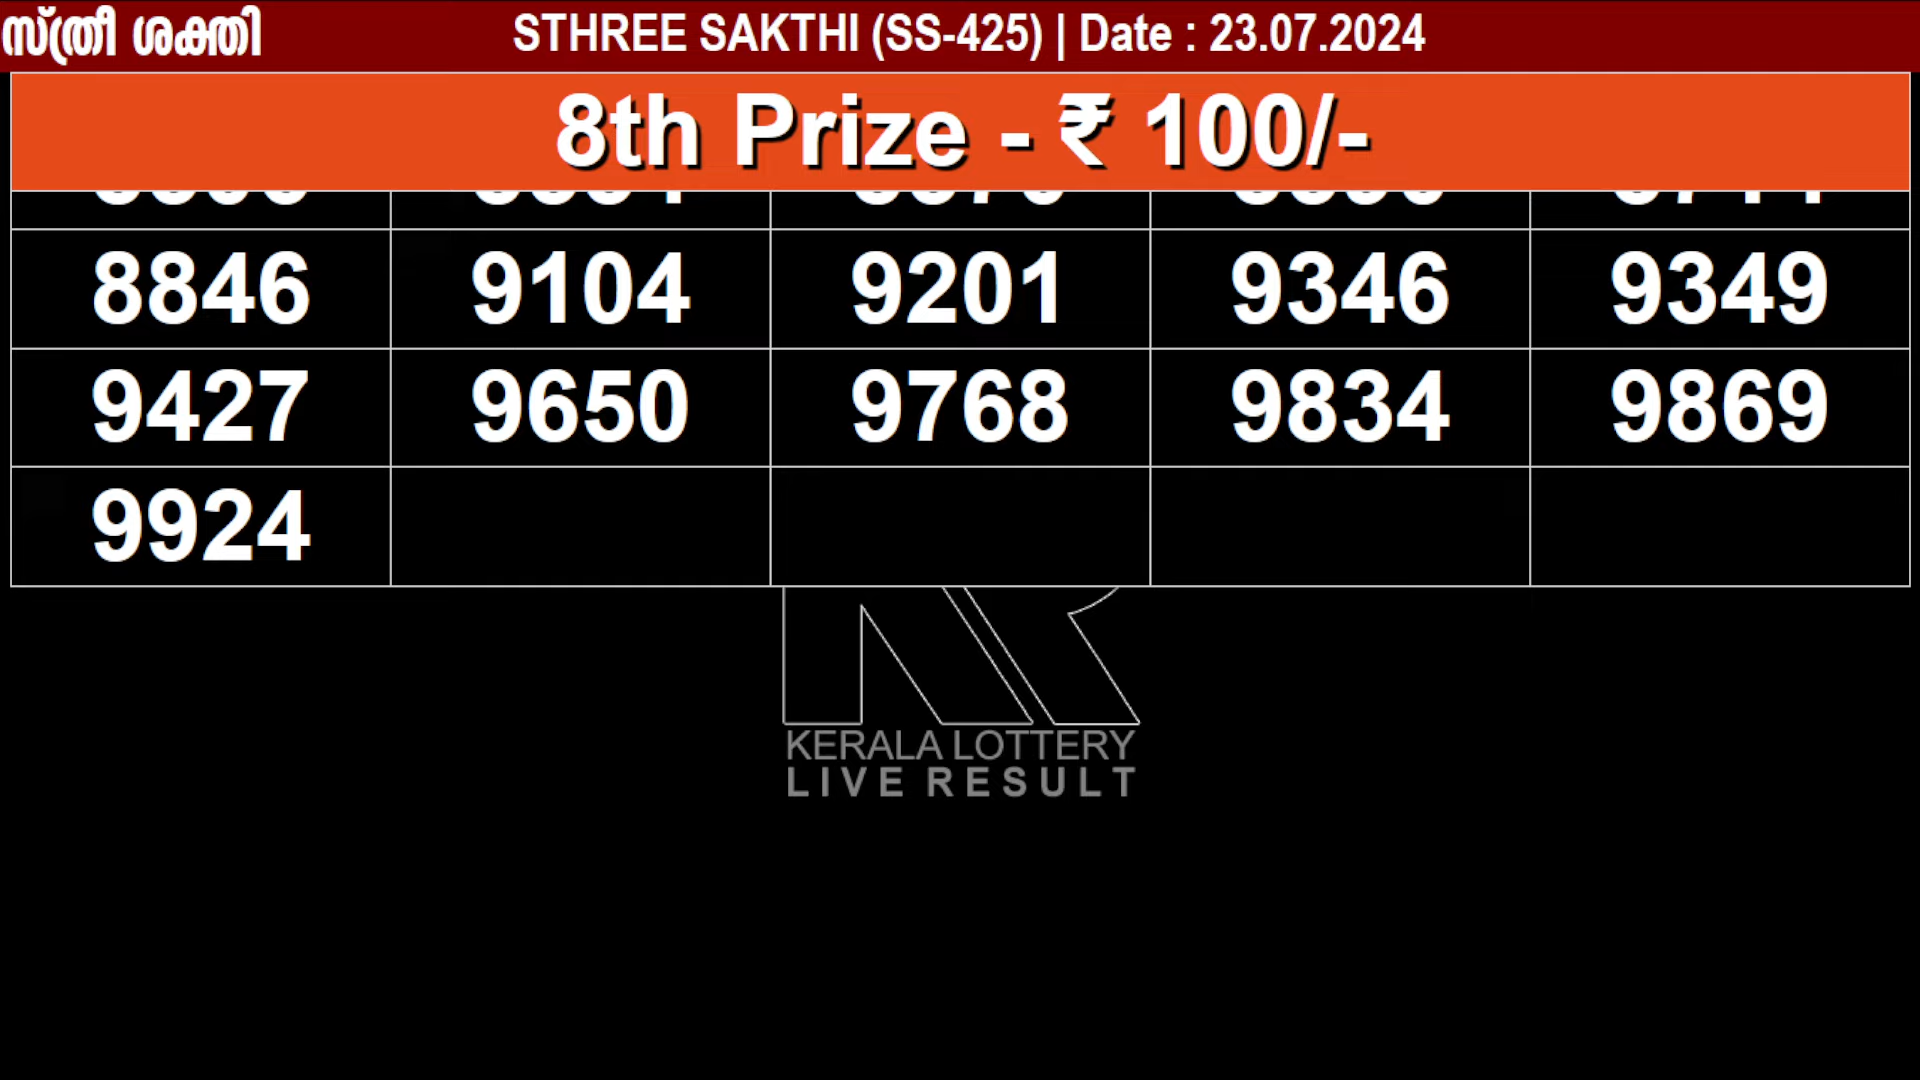 സ്ത്രീ ശക്തി STHREE SAKTHI (SS-425) | Date : 23.07.2024
8th Prize - ₹ 100/-
8846 9104 9201 9346 9349
9427 9650 9768 9834 9869
9924
KERALA LOTTERY
LIVE RESULT